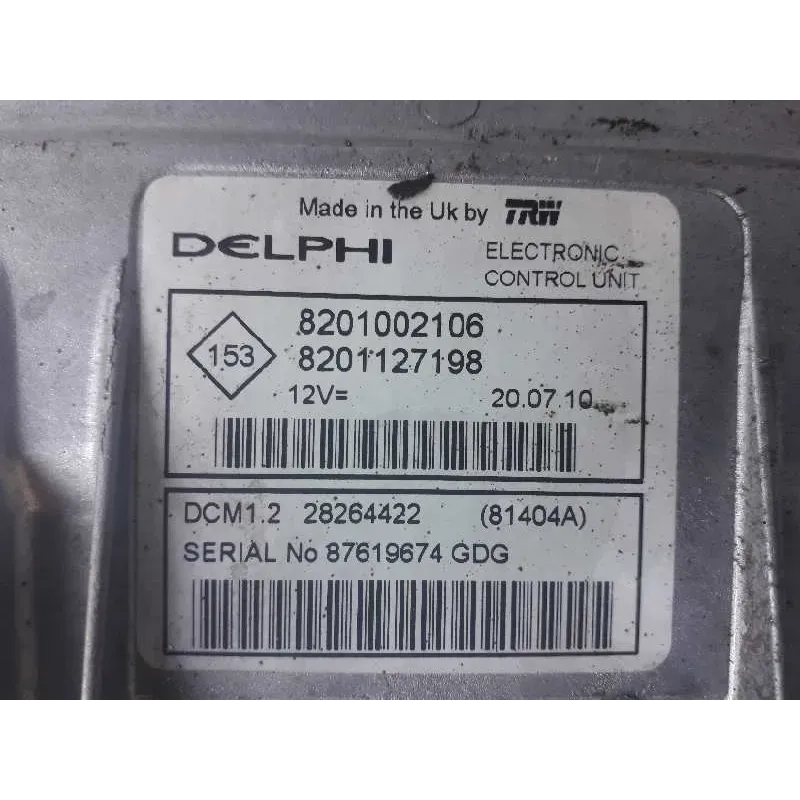 Made in the Uk by TRW
DELPHI
ELECTRONIC
CONTROL UNIT
8201002106
153
8201127198
12V=
20.07.10
DCM1.2 28264422 (81404A)
SERIAL No 87619674 GDG